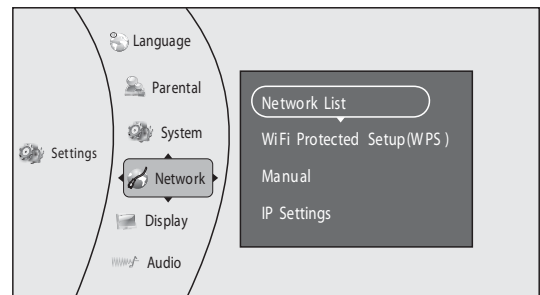 Settings
Language
Parental
System
Network
Display
Audio
Network List
WiFi Protected Setup(WPS)
Manual
IP Settings